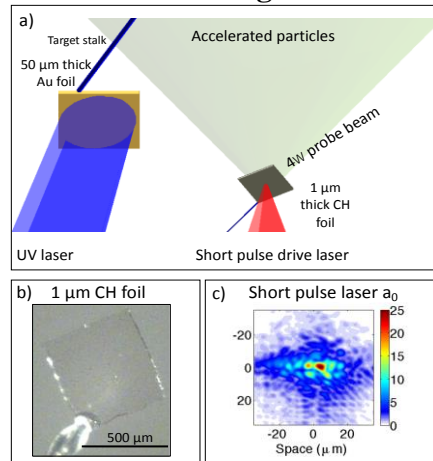 a)
Target stalk
Accelerated particles
50 μm thick
Au foil
4w probe beam
1 μm
thick CH
foil
UV laser
Short pulse drive laser
b)
1 μm CH foil
500 μm
c)
Short pulse laser a0
-20
0
20
-20
0
20
Space (μ m)
25
20
15
10
5
0